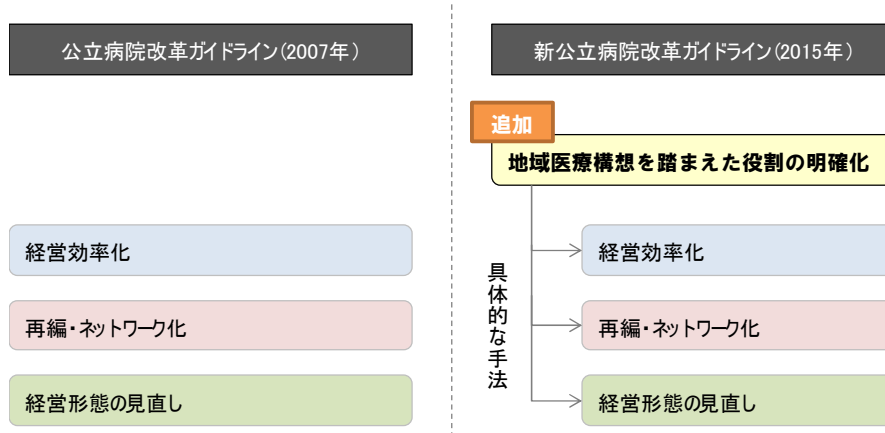 公立病院改革ガイドライン(2007年)
経営効率化
再編・ネットワーク化
経営形態の見直し
新公立病院改革ガイドライン(2015年)
追加
地域医療構想を踏まえた役割の明確化
具体的な手法
経営効率化
再編・ネットワーク化
経営形態の見直し